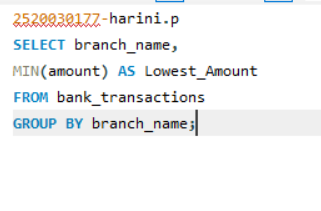 2520030177-harini.p
SELECT branch_name,
MIN(amount) AS Lowest_Amount
FROM bank_transactions
GROUP BY branch_name;